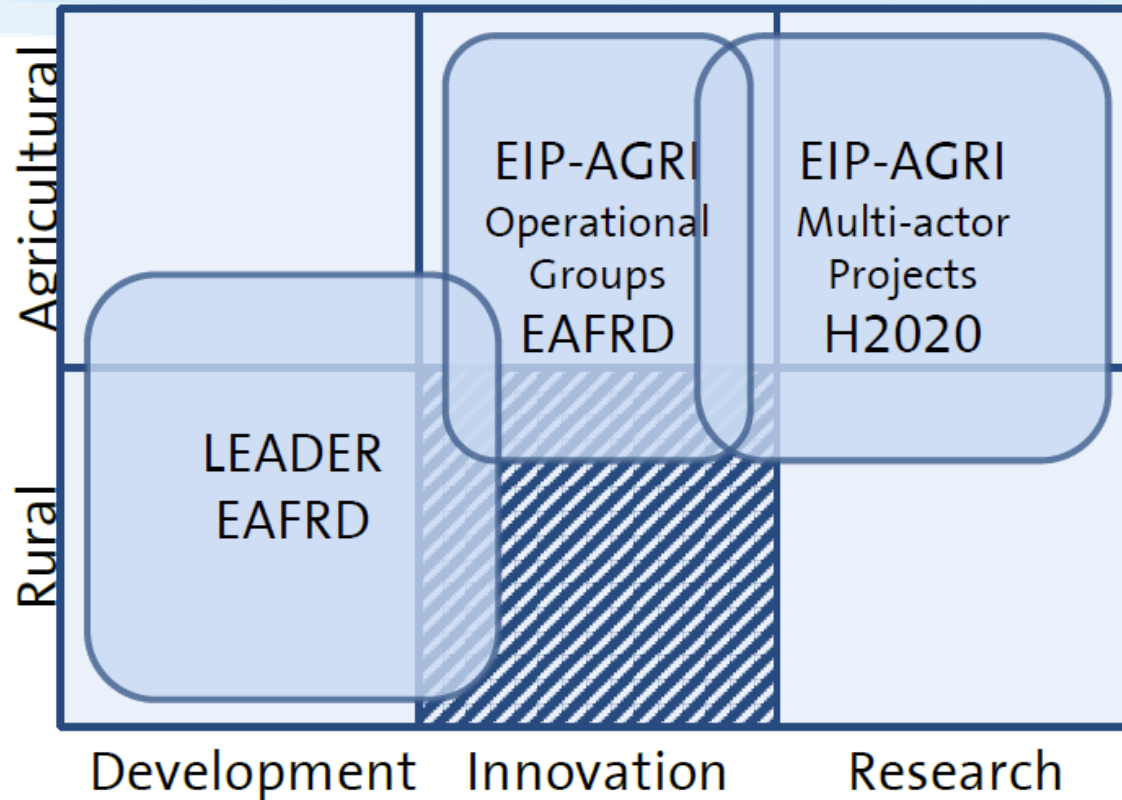 Agricultural
EIP-AGRI
Operational
Groups
EAFRD
EIP-AGRI
Multi-actor
Projects
H2020
Rural
LEADER
EAFRD
Development
Innovation
Research